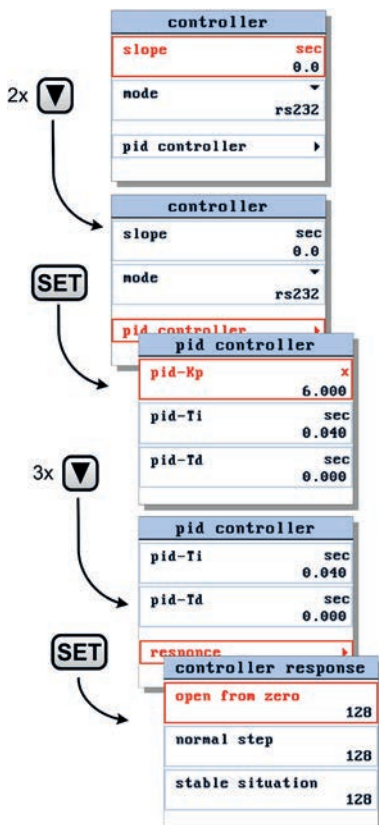 controller
slope sec
0.0
mode
rs232
pid controller
2x
controller
slope sec
0.0
mode
rs232
pid controller
SET
pid controller
pid-Kp x
6.000
pid-Ti sec
0.040
pid-Td sec
0.000
3x
pid controller
pid-Ti sec
0.040
pid-Td sec
0.000
responce
SET
controller response
open from zero
128
normal step
128
stable situation
128